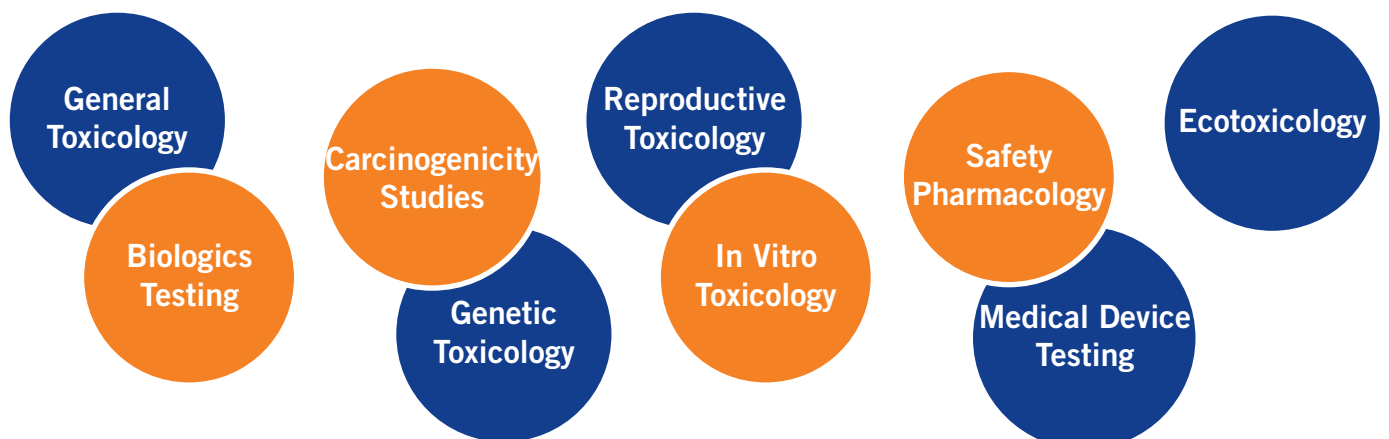 General
Toxicology
Biologics
Testing
Carcinogenicity
Studies
Genetic
Toxicology
Reproductive
Toxicology
In Vitro
Toxicology
Safety
Pharmacology
Medical Device
Testing
Ecotoxicology